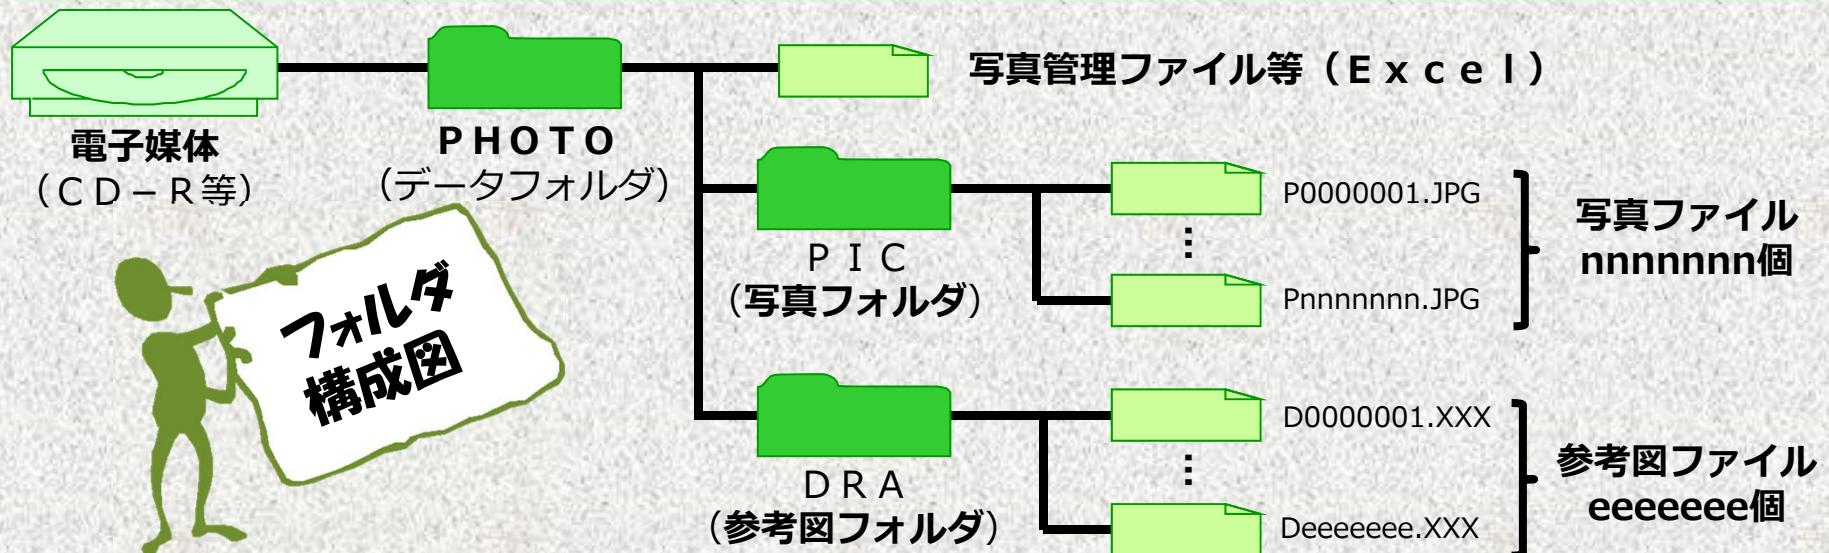 電子媒体
（ＣＤ－Ｒ等）
ＰＨＯＴＯ
（データフォルダ）
写真管理ファイル等（Ｅｘｃｅｌ）
ＰＩＣ
（写真フォルダ）
P0000001.JPG
⋮
Pnnnnnnn.JPG
写真ファイル
nnnnnnn個
フォルダ
構成図
ＤＲＡ
（参考図フォルダ）
D0000001.XXX
⋮
Deeeeeee.XXX
参考図ファイル
eeeeeee個